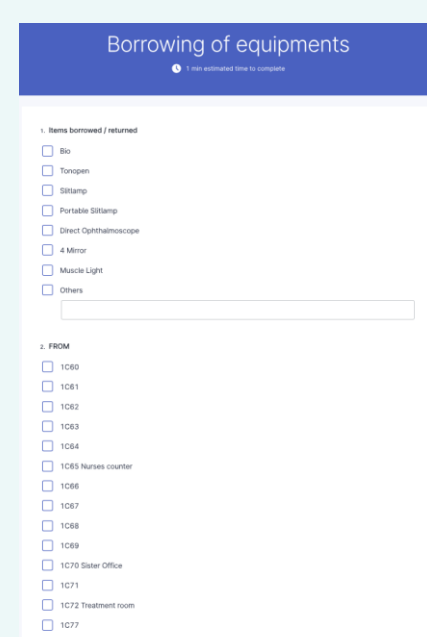 Borrowing of equipments
1 min estimated time to complete
1. Items borrowed / returned
Bio
Tonopen
Slitlamp
Portable Slitlamp
Direct Ophthalmoscope
4 Mirror
Muscle Light
Others
2. FROM
1C60
1C61
1C62
1C63
1C64
1C65 Nurses counter
1C66
1C67
1C68
1C69
1C70 Sister Office
1C71
1C72 Treatment room
1C77